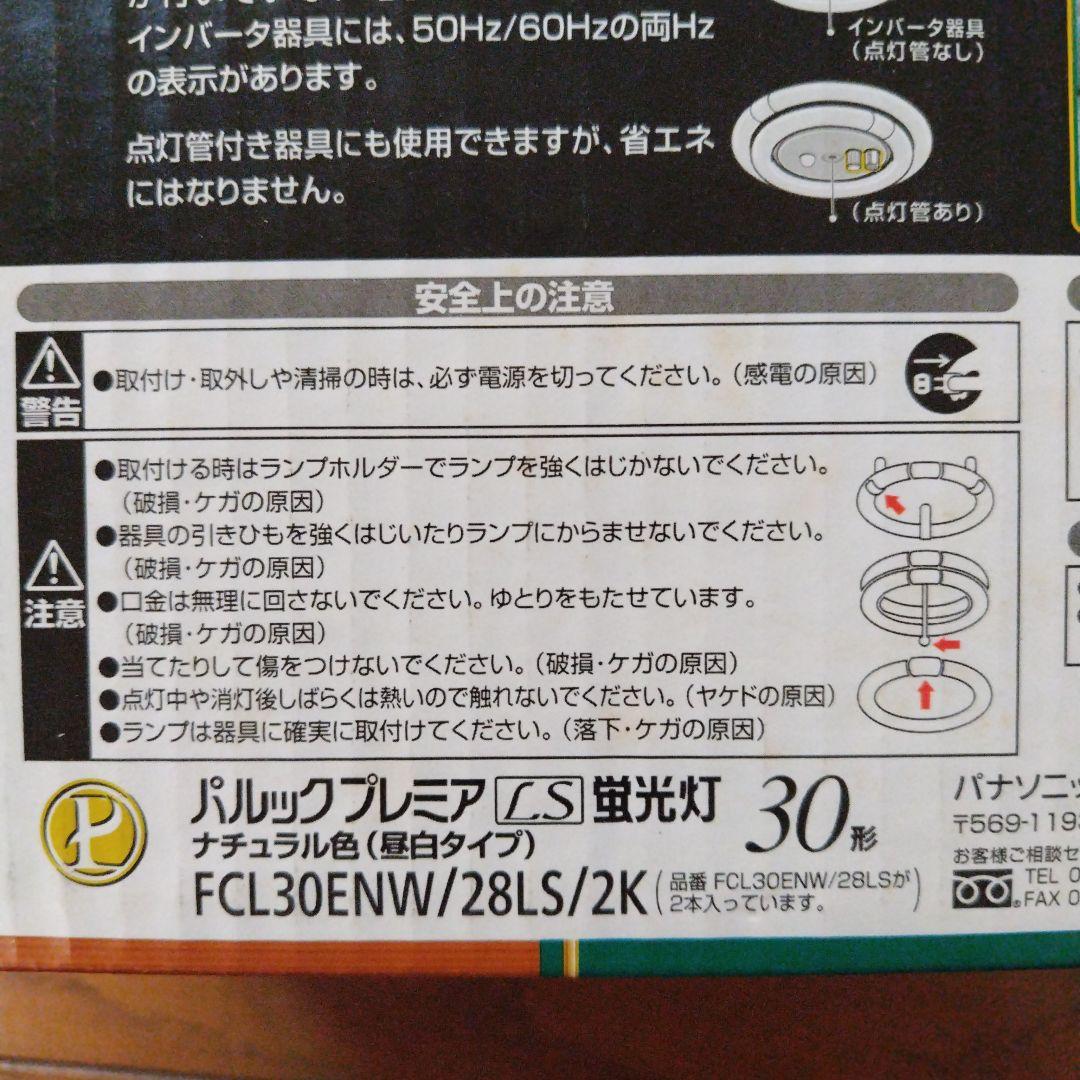 インバータ器具には、50Hz/60Hzの両Hz
の表示があります。
点灯管付き器具にも使用できますが、省エネ
にはなりません。
インバータ器具
(点灯管なし)
(点灯管あり)
安全上の注意
警告
●取付け・取外しや清掃の時は、必ず電源を切ってください。(感電の原因)
注意
●取付ける時はランプホルダーでランプを強くはじかないでください。
(破損・ケガの原因)
●器具の引きひもを強くはじいたりランプにからませないでください。
(破損・ケガの原因)
●口金は無理に回さないでください。ゆとりをもたせています。
(破損・ケガの原因)
●当てたりして傷をつけないでください。(破損・ケガの原因)
●点灯中や消灯後しばらくは熱いので触れないでください。(ヤケドの原因)
●ランプは器具に確実に取付けてください。(落下・ケガの原因)
パルックプレミア LS 蛍光灯 30形
ナチュラル色(昼白タイプ)
FCL30ENW/28LS/2K (品番 FCL30ENW/28LSが
2本入っています。)
パナソニッ
〒569-119
お客様ご相談セ
TEL 0
FAX 0